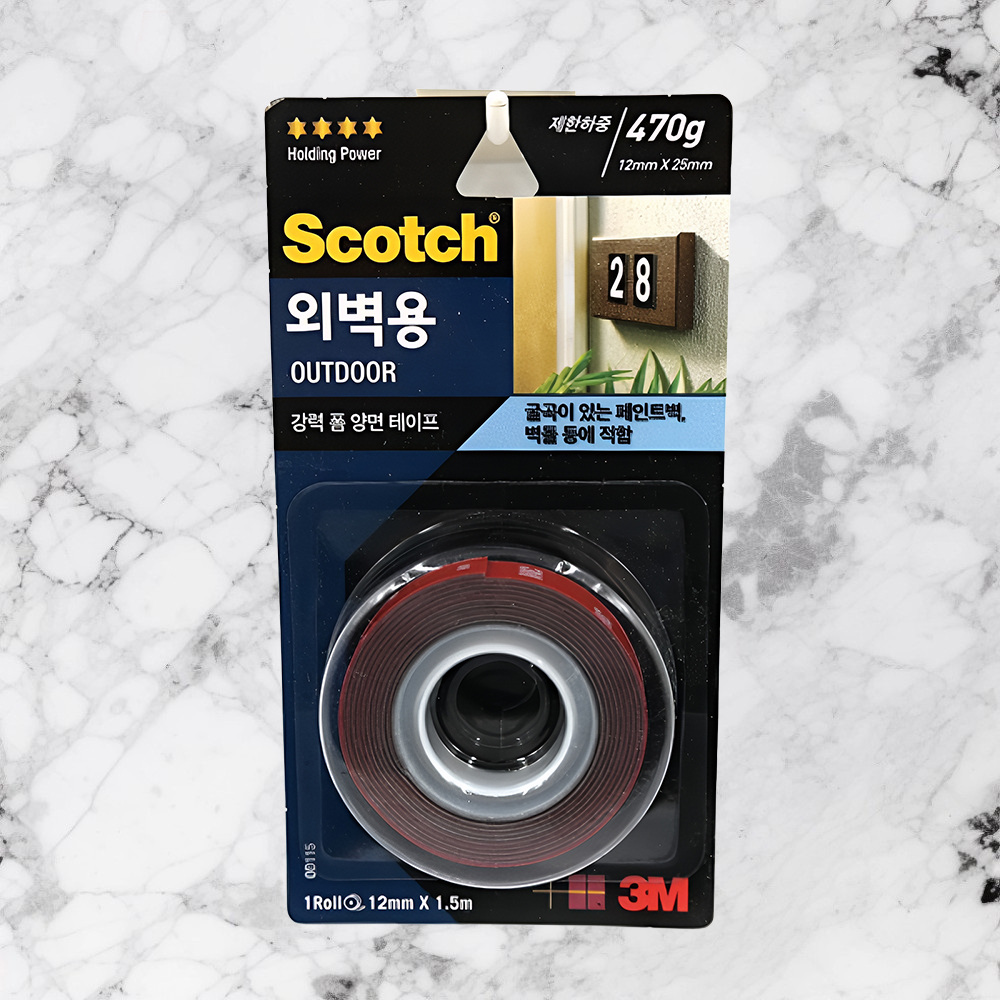 Holding Power
제한하중
470g
12mm X 25mm
Scotch®
28
외벽용
OUTDOOR
강력 폼 양면 테이프
굴곡이 있는 페인트벽,
벽돌 등에 적합
00115
1Roll 12mm X 1.5m
3M